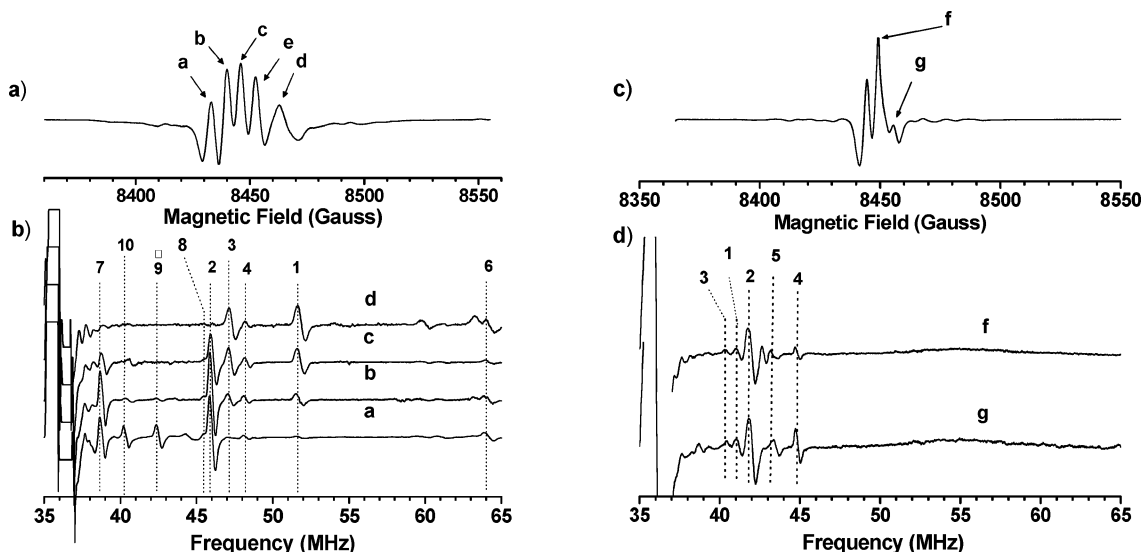 a)
a
b
c
e
d
8400
8450
8500
8550
Magnetic Field (Gauss)
b)
7
10
□
9
8
2
3
4
1
6
d
c
b
a
35
40
45
50
55
60
65
Frequency (MHz)
c)
f
g
8350
8400
8450
8500
8550
Magnetic Field (Gauss)
d)
3
1
2
5
4
f
g
35
40
45
50
55
60
65
Frequency (MHz)